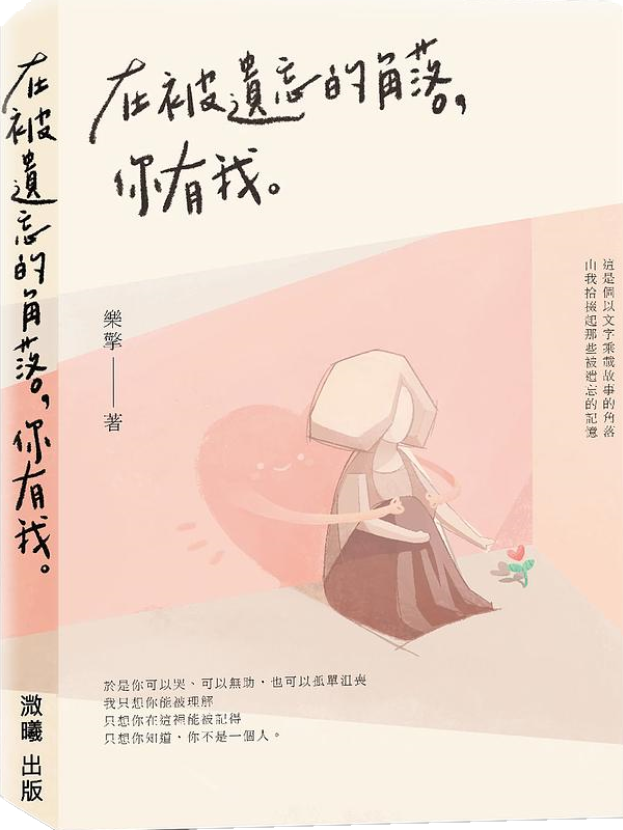 在被遺忘的角落，
你有我。
樂擎——著
這是個以文字乘載故事的角落
由我拾掇起那些被遺忘的記憶
於是你可以哭、可以無助，也可以孤單沮喪
我只想你能被理解
只想你在這裡能被記得
只想你知道，你不是一個人。
在被遺忘的角落，你有我。
溦曦 出版